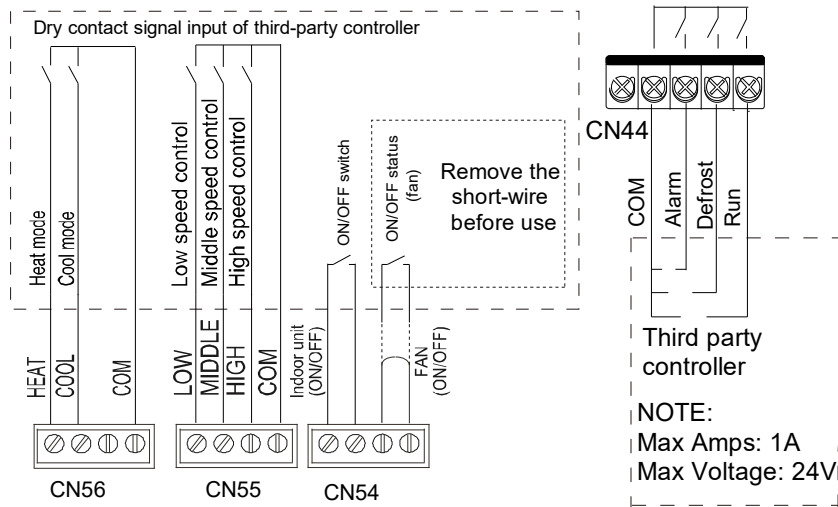 Dry contact signal input of third-party controller
Heat mode
Cool mode
Low speed control
Middle speed control
High speed control
ON/OFF switch
ON/OFF status
(fan)
Remove the
short-wire
before use
HEAT
COOL
COM
LOW
MIDDLE
HIGH
COM
Indoor unit
(ON/OFF)
FAN
(ON/OFF)
CN56
CN55
CN54
CN44
COM
Alarm
Defrost
Run
Third party
controller
NOTE:
Max Amps: 1A
Max Voltage: 24V